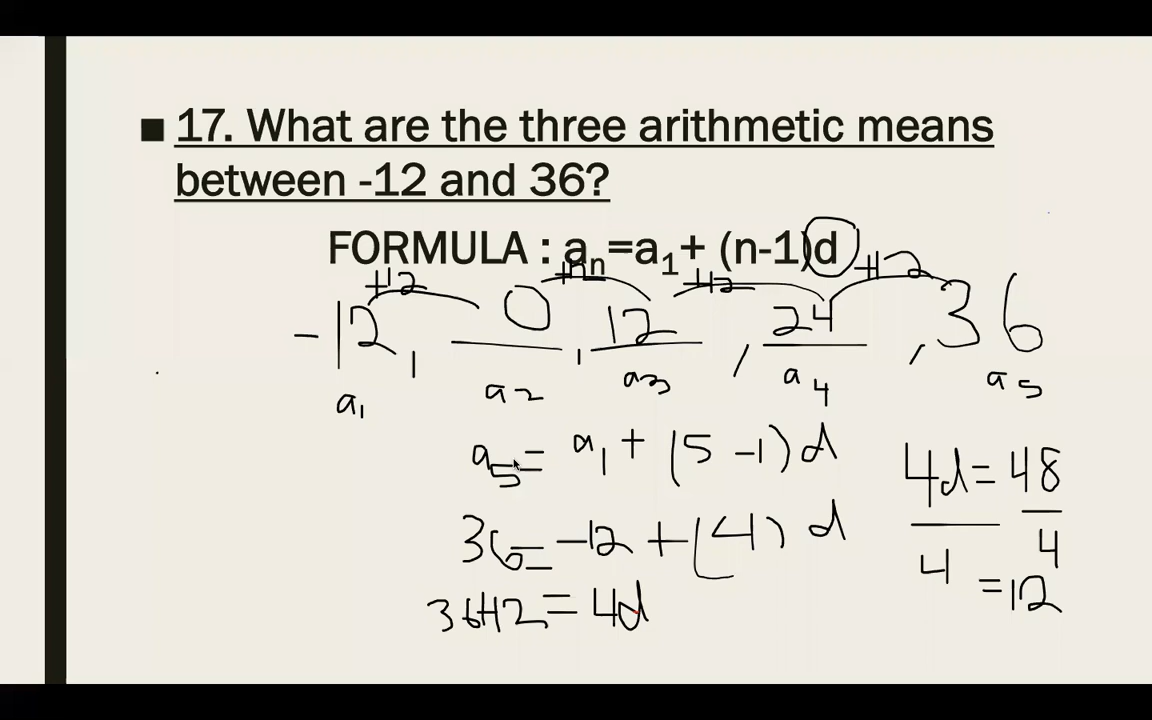 ■ 17. What are the three arithmetic means
between -12 and 36?
FORMULA : aₙ=a₁+ (n-1)d
+12 +12 +12 +12
-12, 0, 12, 24, 36
a₁ a₂ a₃ a₄ a₅
a₅= a₁ + (5 -1) d
36= -12 + (4) d
36+12 = 4d
4d = 48
4 4
=12